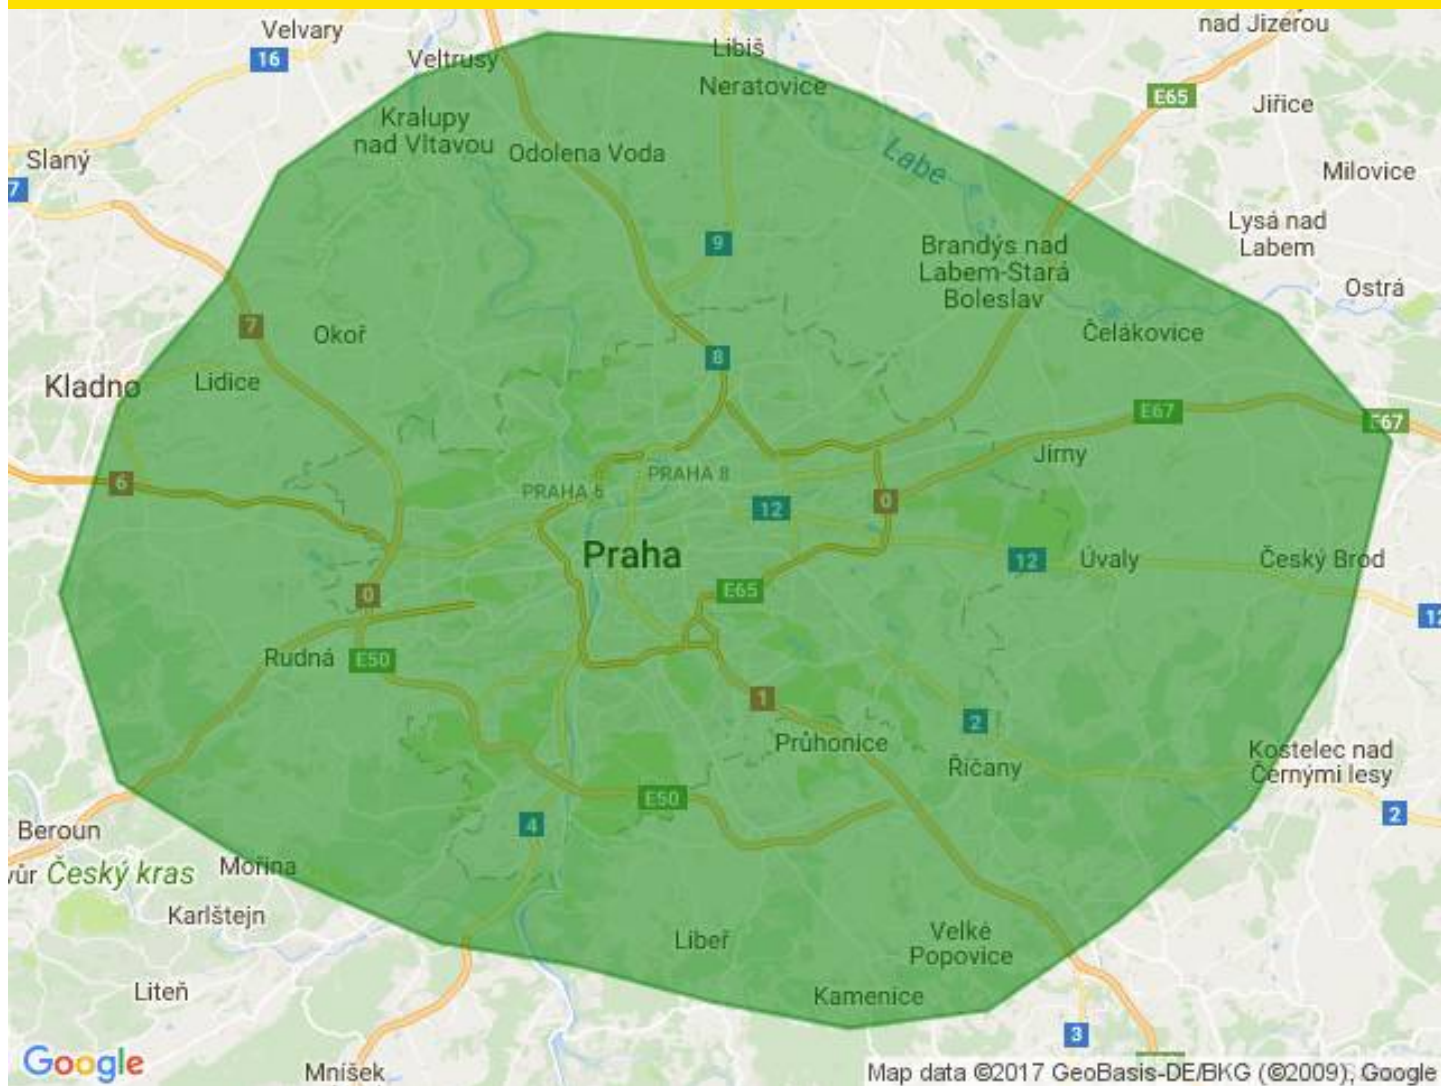 nad Jizerou
Velvary
16
Veltrusy
Libiš
Neratovice
E65
Jiřice
Kralupy
nad Vltavou
Odolena Voda
Labe
Slaný
7
Milovice
Lysá nad
Labem
9
Brandýs nad
Labem-Stará
Boleslav
Ostrá
7
Okoř
8
Čelákovice
Kladno
Lidice
E67
E67
Jirny
6
PRAHA 6
PRAHA 8
12
0
Praha
12
Úvaly
Český Brod
0
E65
12
Rudná
E50
1
2
Průhonice
Říčany
Kostelec nad
Černými lesy
E50
4
2
Beroun
vůr Český kras
Mořina
Karlštejn
Libeř
Velké
Popovice
Liteň
Kamenice
3
Google
Mníšek
Map data ©2017 GeoBasis-DE/BKG (©2009), Google